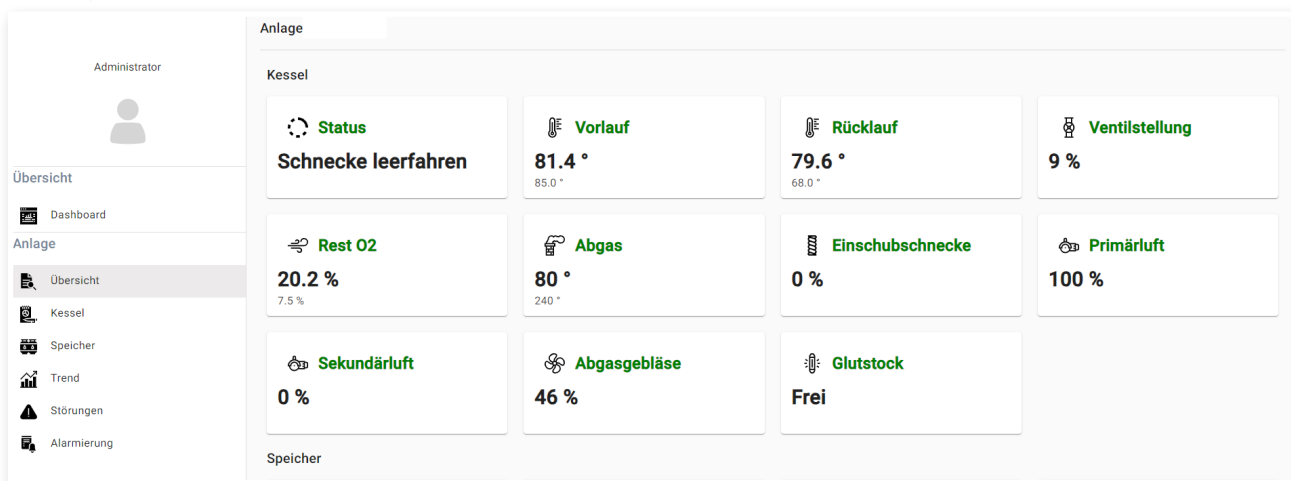 Administrator
Übersicht
Dashboard
Anlage
Übersicht
Kessel
Speicher
Trend
Störungen
Alarmierung
Anlage
Kessel
Status
Schnecke leerfahren
Vorlauf
81.4 °
85.0 °
Rücklauf
79.6 °
68.0 °
Ventilstellung
9 %
Rest O2
20.2 %
7.5 %
Abgas
80 °
240 °
Einschubschnecke
0 %
Primärluft
100 %
Sekundärluft
0 %
Abgasgebläse
46 %
Glutstock
Frei
Speicher